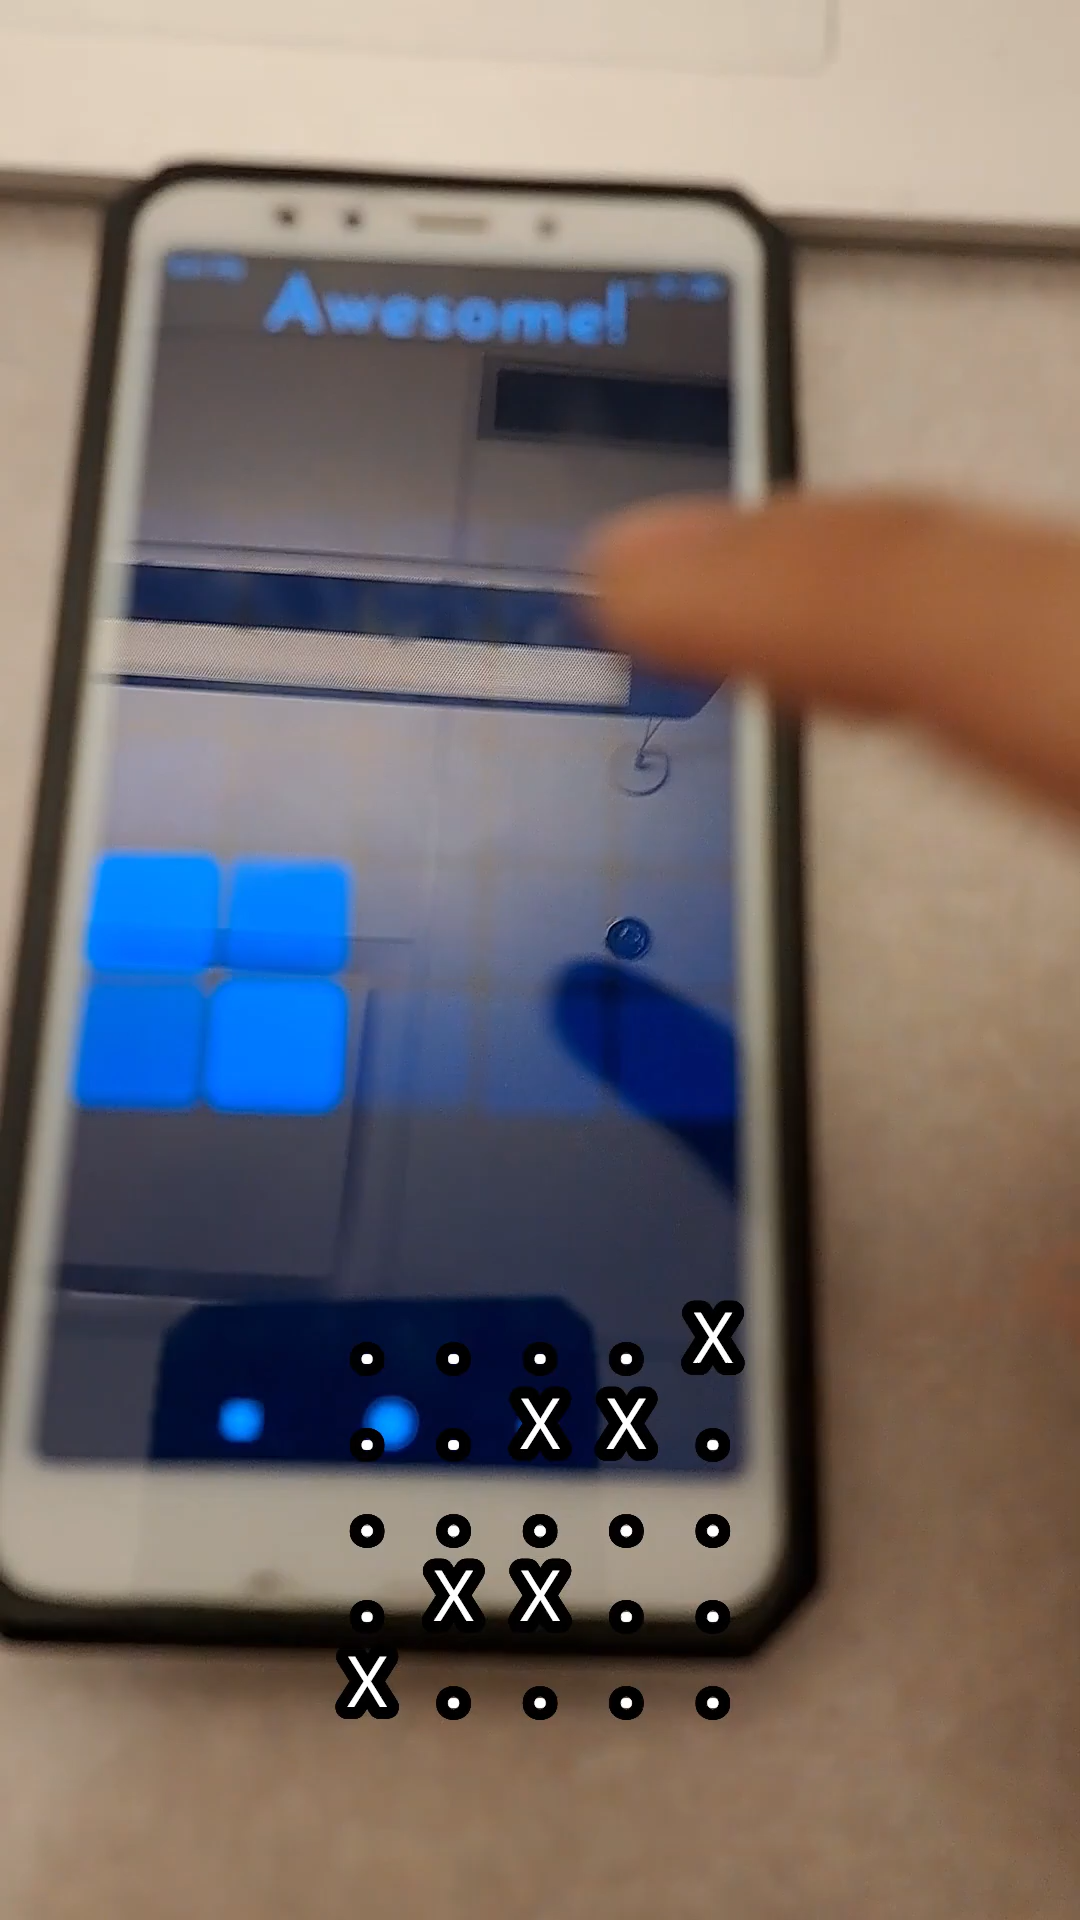 Awesome!
. . . . X
. . X X .
. . . . .
. X X . .
X . . . .